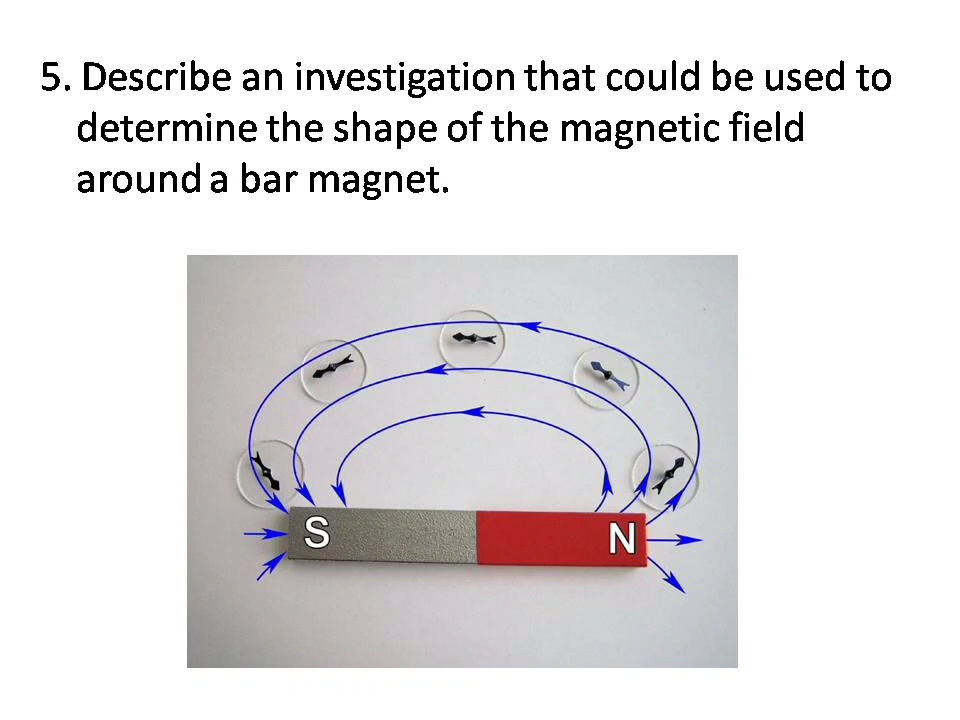 5. Describe an investigation that could be used to
determine the shape of the magnetic field
around a bar magnet.
S
N